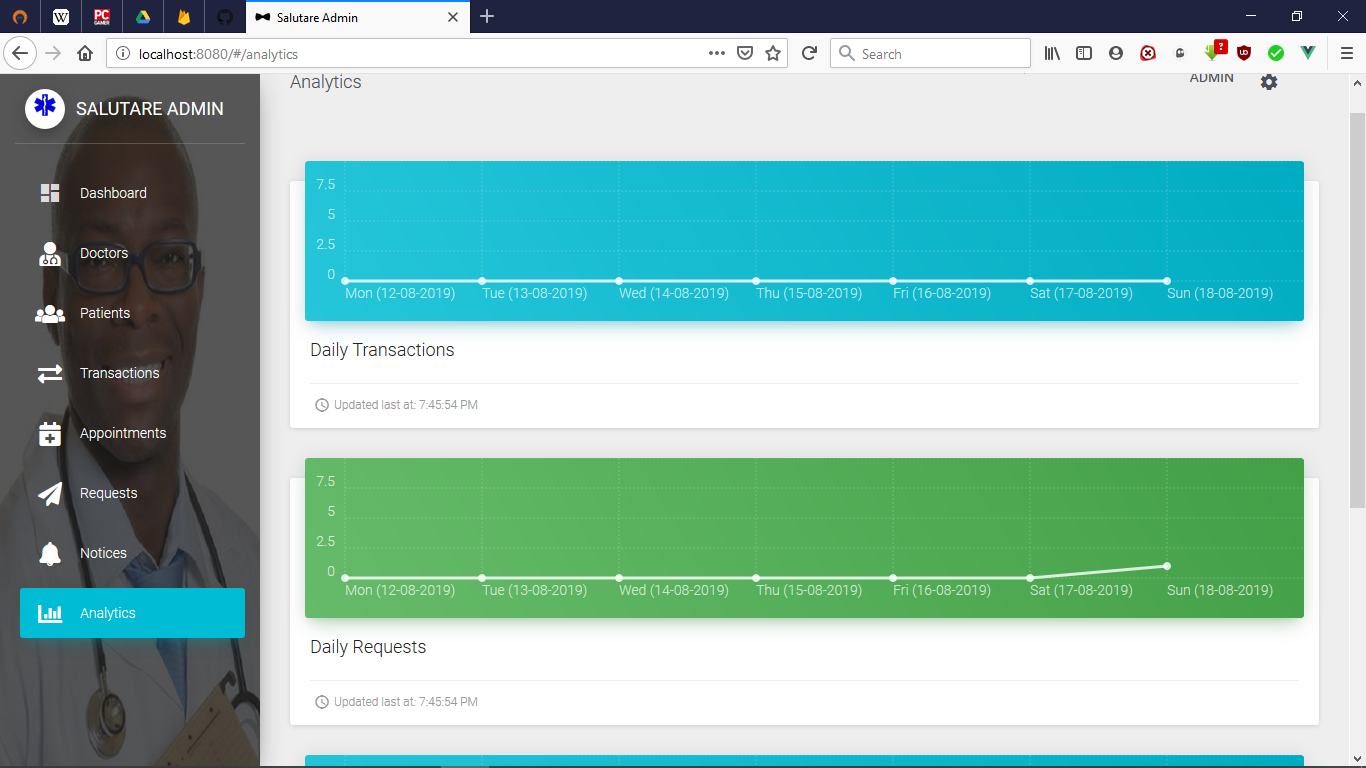 W
PC
GAMER
Salutare Admin
localhost:8080/#/analytics
Search
?
SALUTARE ADMIN
Dashboard
Doctors
Patients
Transactions
Appointments
Requests
Notices
Analytics
Analytics
ADMIN
7.5
5
2.5
0
Mon (12-08-2019) Tue (13-08-2019) Wed (14-08-2019) Thu (15-08-2019) Fri (16-08-2019) Sat (17-08-2019) Sun (18-08-2019)
Daily Transactions
Updated last at: 7:45:54 PM
7.5
5
2.5
0
Mon (12-08-2019) Tue (13-08-2019) Wed (14-08-2019) Thu (15-08-2019) Fri (16-08-2019) Sat (17-08-2019) Sun (18-08-2019)
Daily Requests
Updated last at: 7:45:54 PM